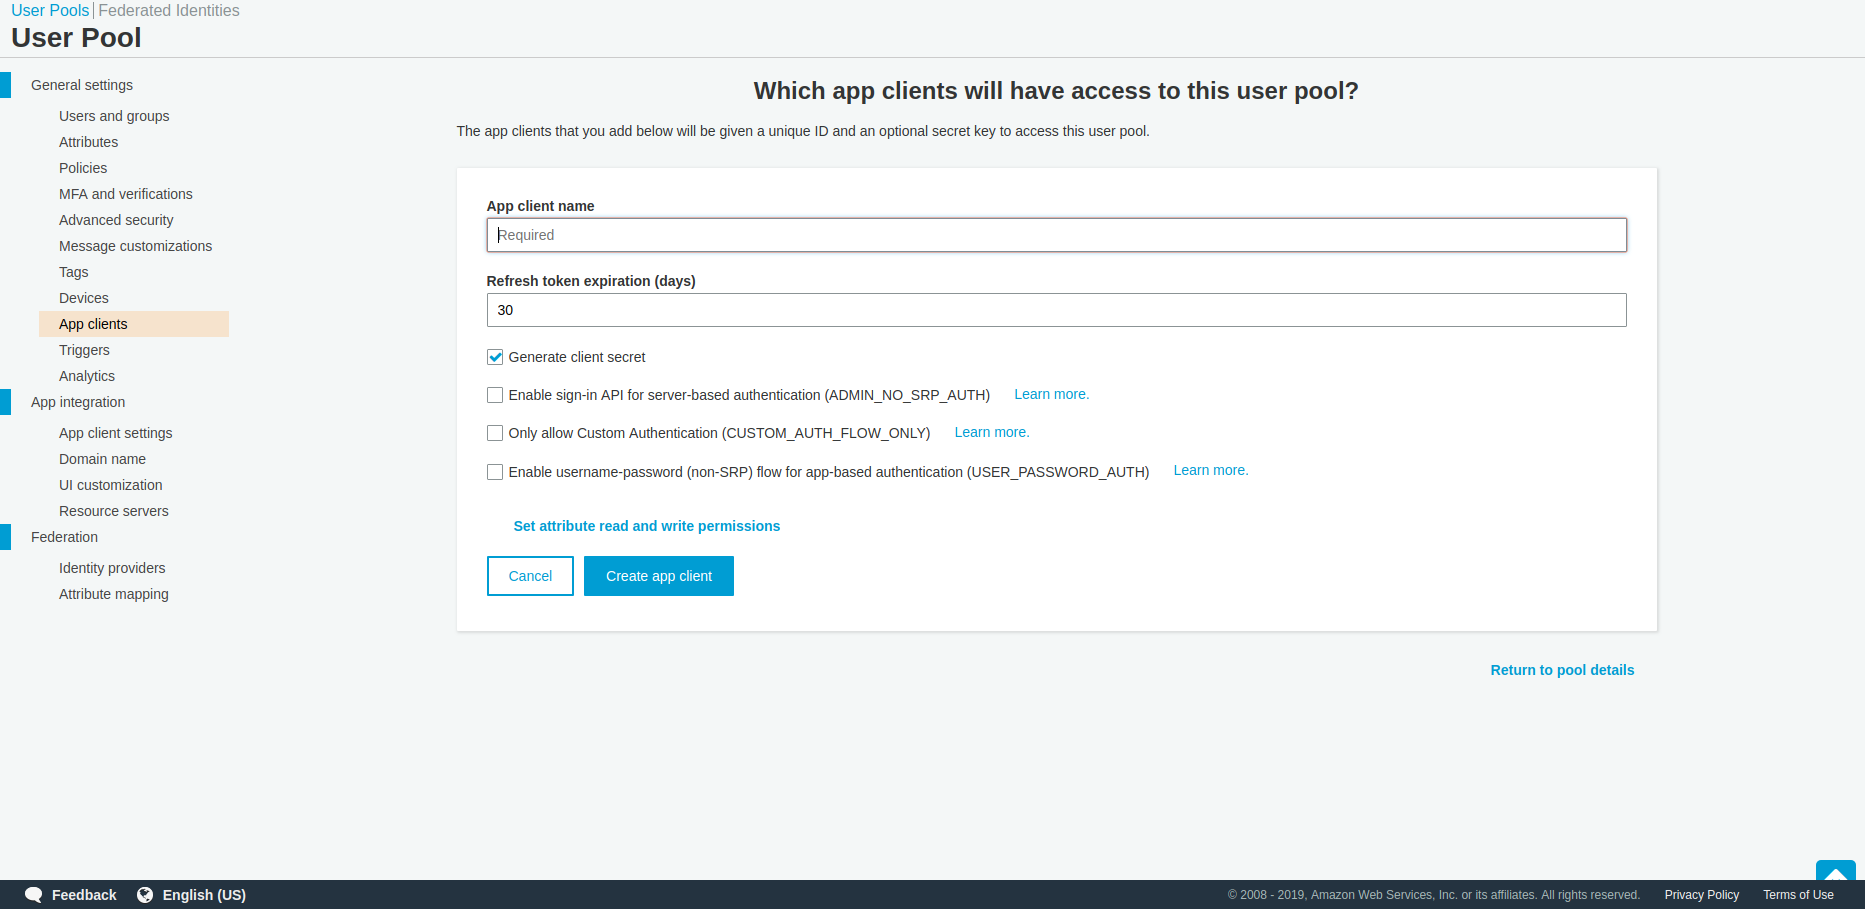 User Pools | Federated Identities
User Pool
General settings
Users and groups
Attributes
Policies
MFA and verifications
Advanced security
Message customizations
Tags
Devices
App clients
Triggers
Analytics
App integration
App client settings
Domain name
UI customization
Resource servers
Federation
Identity providers
Attribute mapping
Which app clients will have access to this user pool?
The app clients that you add below will be given a unique ID and an optional secret key to access this user pool.
App client name
Required
Refresh token expiration (days)
30
Generate client secret
Enable sign-in API for server-based authentication (ADMIN_NO_SRP_AUTH) Learn more.
Only allow Custom Authentication (CUSTOM_AUTH_FLOW_ONLY) Learn more.
Enable username-password (non-SRP) flow for app-based authentication (USER_PASSWORD_AUTH) Learn more.
Set attribute read and write permissions
Cancel Create app client
Return to pool details
Feedback English (US) © 2008 - 2019, Amazon Web Services, Inc. or its affiliates. All rights reserved. Privacy Policy Terms of Use